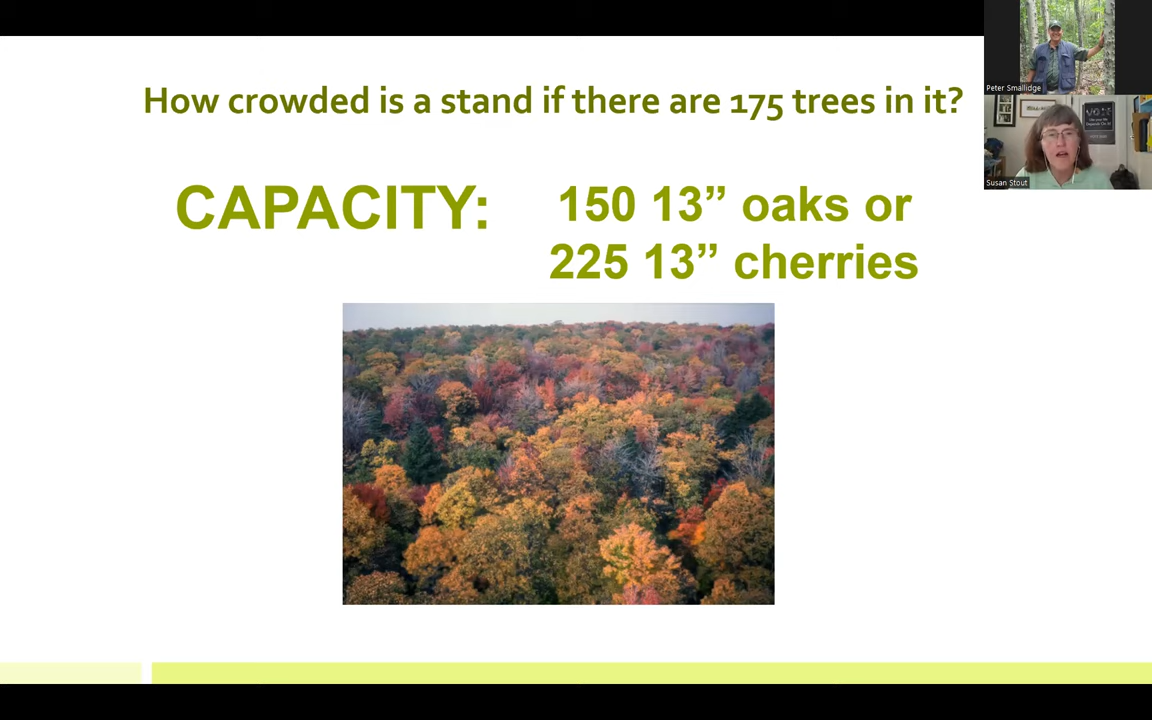 How crowded is a stand if there are 175 trees in it?
CAPACITY:
150 13” oaks or
225 13” cherries
Peter Smallidge
VOTE
Susan Stout